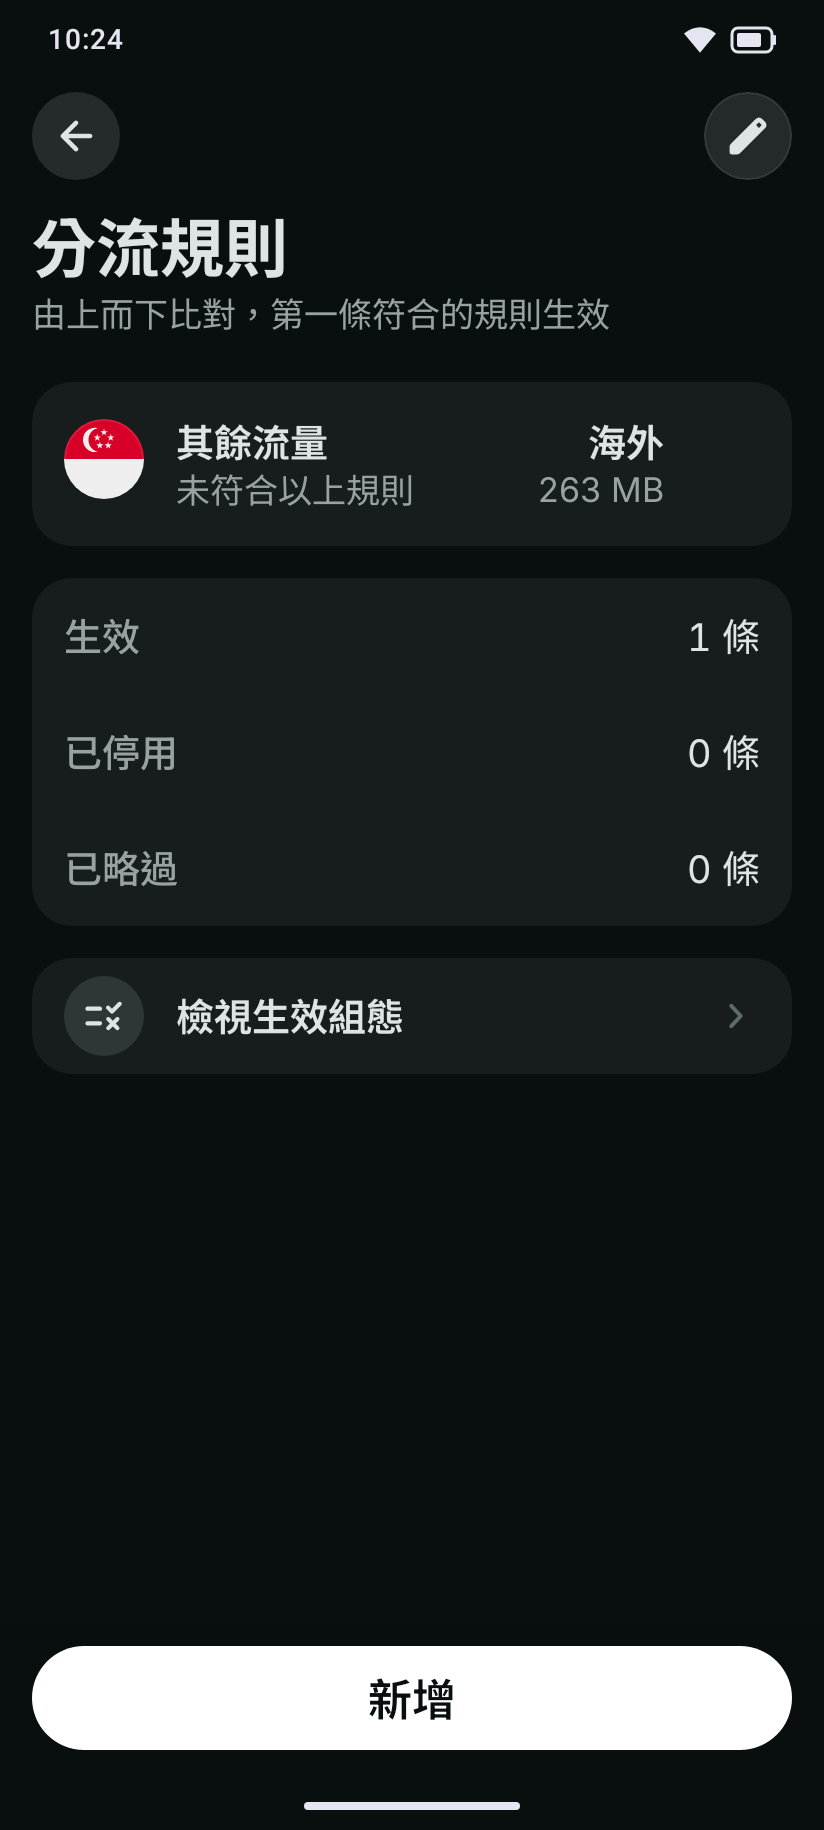 10:24
分流規則
由上而下比對，第一條符合的規則生效
其餘流量
海外
未符合以上規則
263 MB
生效
1 條
已停用
0 條
已略過
0 條
檢視生效組態
新增